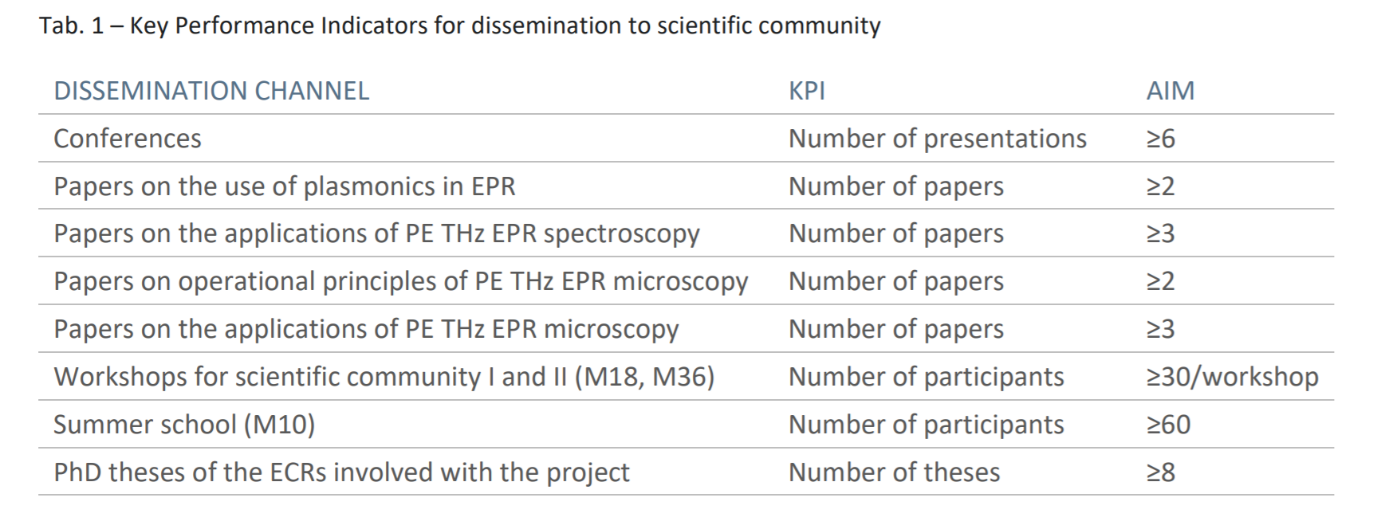 Tab. 1 – Key Performance Indicators for dissemination to scientific community
DISSEMINATION CHANNEL KPI AIM
Conferences Number of presentations ≥6
Papers on the use of plasmonics in EPR Number of papers ≥2
Papers on the applications of PE THz EPR spectroscopy Number of papers ≥3
Papers on operational principles of PE THz EPR microscopy Number of papers ≥2
Papers on the applications of PE THz EPR microscopy Number of papers ≥3
Workshops for scientific community I and II (M18, M36) Number of participants ≥30/workshop
Summer school (M10) Number of participants ≥60
PhD theses of the ECRs involved with the project Number of theses ≥8